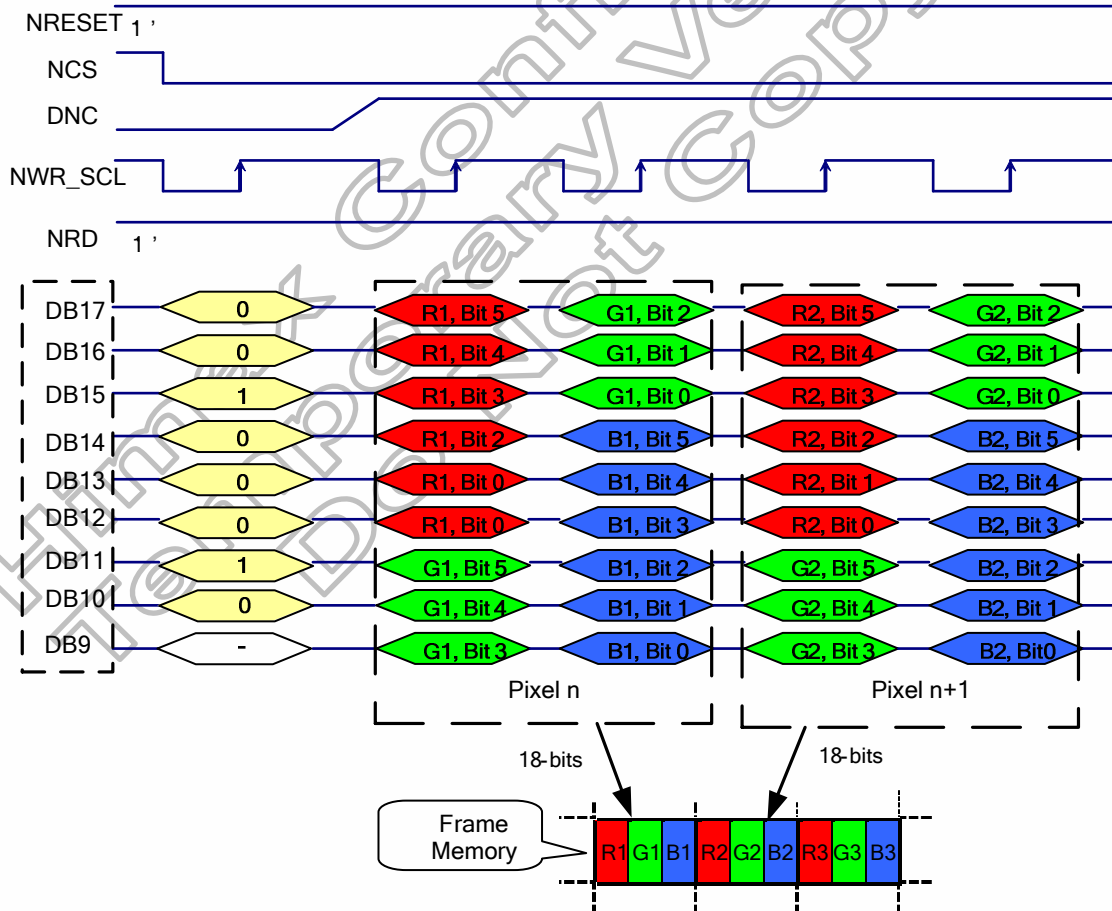 NRESET 1 '
NCS
DNC
NWR_SCL
NRD 1 '
DB17 0 R1, Bit 5 G1, Bit 2 R2, Bit 5 G2, Bit 2
DB16 0 R1, Bit 4 G1, Bit 1 R2, Bit 4 G2, Bit 1
DB15 1 R1, Bit 3 G1, Bit 0 R2, Bit 3 G2, Bit 0
DB14 0 R1, Bit 2 B1, Bit 5 R2, Bit 2 B2, Bit 5
DB13 0 R1, Bit 0 B1, Bit 4 R2, Bit 1 B2, Bit 4
DB12 0 R1, Bit 0 B1, Bit 3 R2, Bit 0 B2, Bit 3
DB11 1 G1, Bit 5 B1, Bit 2 G2, Bit 5 B2, Bit 2
DB10 0 G1, Bit 4 B1, Bit 1 G2, Bit 4 B2, Bit 1
DB9 - G1, Bit 3 B1, Bit 0 G2, Bit 3 B2, Bit0
Pixel n Pixel n+1
18-bits 18-bits
Frame
Memory
R1 G1 B1 R2 G2 B2 R3 G3 B3
Temporary
Do Not Cop